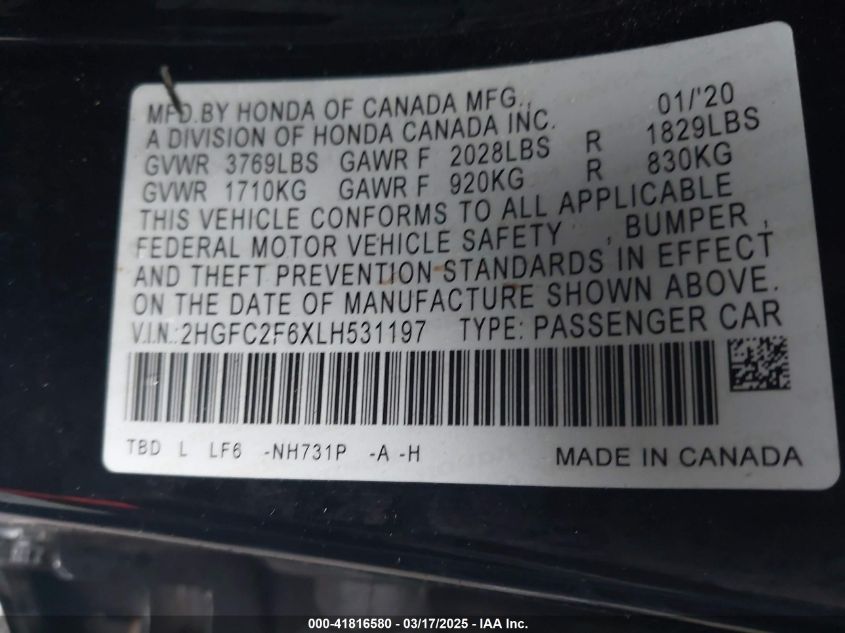 MFD.BY HONDA OF CANADA MFG., 01/'20
A DIVISION OF HONDA CANADA INC.
GVWR 3769LBS GAWR F 2028LBS R 1829LBS
GVWR 1710KG GAWR F 920KG R 830KG
THIS VEHICLE CONFORMS TO ALL APPLICABLE
FEDERAL MOTOR VEHICLE SAFETY , BUMPER ,
AND THEFT PREVENTION STANDARDS IN EFFECT
ON THE DATE OF MANUFACTURE SHOWN ABOVE.
V.I.N.: 2HGFC2F6XLH531197 TYPE: PASSENGER CAR
TBD L LF6 -NH731P -A -H MADE IN CANADA
000-41816580 - 03/17/2025 - IAA Inc.